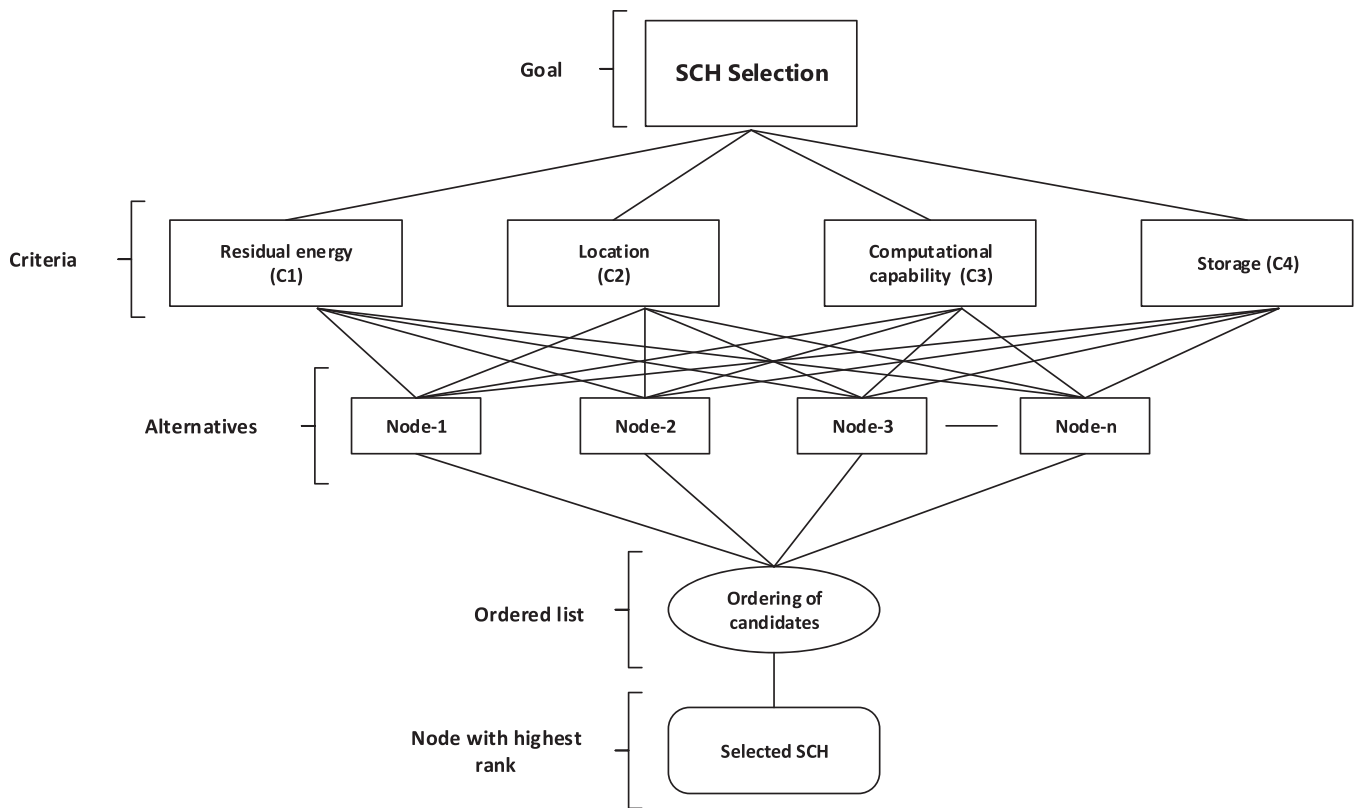 Goal
SCH Selection
Criteria
Residual energy
(C1)
Location
(C2)
Computational
capability (C3)
Storage (C4)
Alternatives
Node-1
Node-2
Node-3
Node-n
Ordered list
Ordering of
candidates
Node with highest
rank
Selected SCH